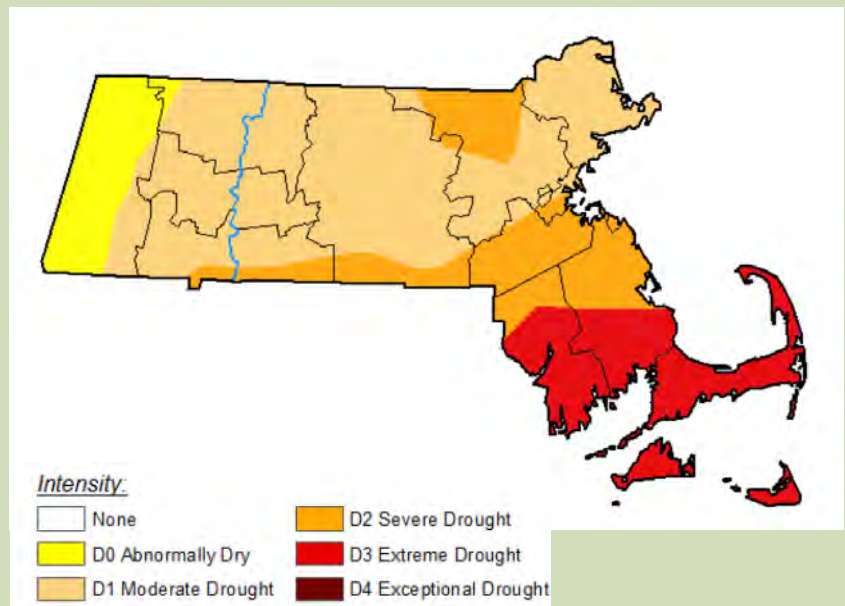 Intensity:
None
D0 Abnormally Dry
D1 Moderate Drought
D2 Severe Drought
D3 Extreme Drought
D4 Exceptional Drought